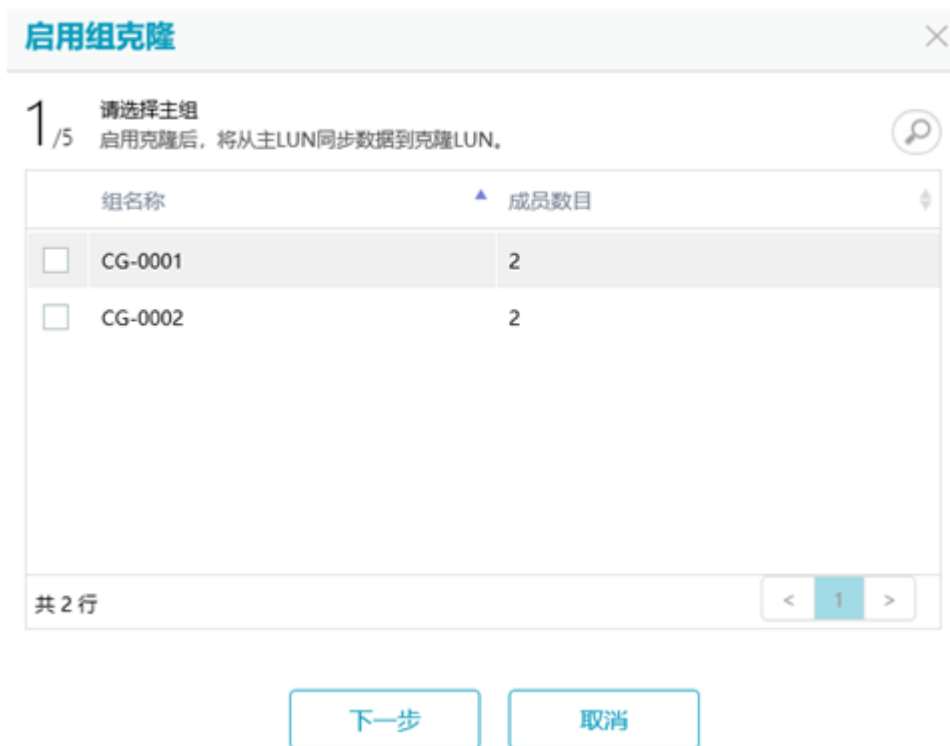 启用组克隆
1/5 请选择主组
启用克隆后，将从主LUN同步数据到克隆LUN。
组名称 成员数目
CG-0001 2
CG-0002 2
共 2 行 < 1 >
下一步 取消